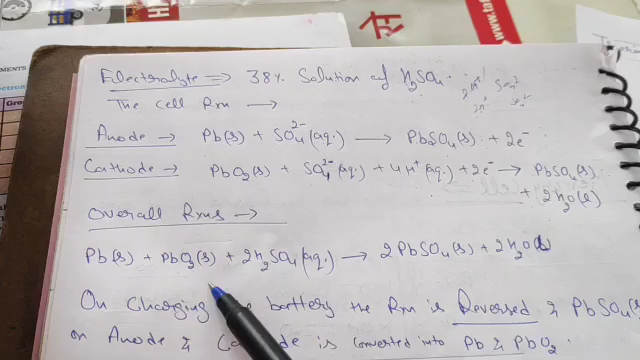 Electrolyte ⇒ 38% Solution of H2SO4.
The Cell Rxn →
Anode → Pb(s) + SO4^2-(aq.) → PbSO4(s) + 2e-
Cathode → PbO2(s) + SO4^2-(aq.) + 4H+(aq.) + 2e- → PbSO4(s)
+ 2H2O(l)
Overall Rxns →
Pb(s) + PbO2(s) + 2H2SO4(aq.) → 2PbSO4(s) + 2H2O
On Charging battery the Rxn is Reversed & PbSO4(s)
on Anode & is converted into Pb & PbO2.